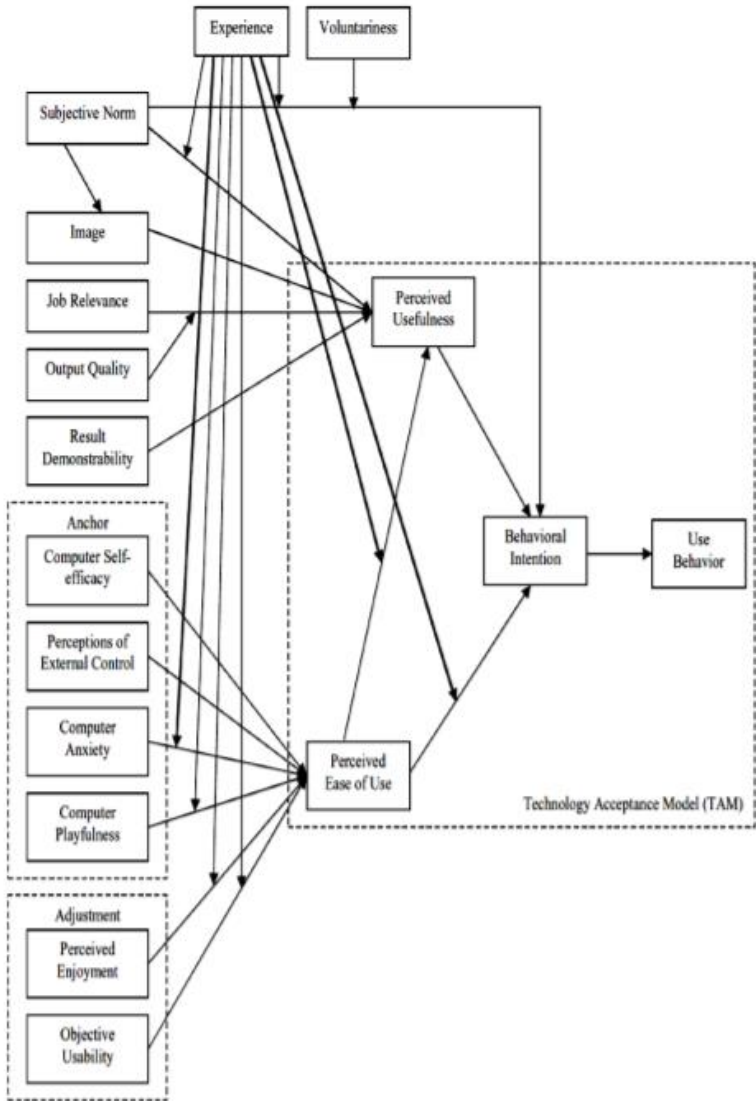 Experience
Voluntariness
Subjective Norm
Image
Job Relevance
Output Quality
Result
Demonstrability
Perceived
Usefulness
Anchor
Computer Self-
efficacy
Perceptions of
External Control
Computer
Anxiety
Computer
Playfulness
Behavioral
Intention
Use
Behavior
Perceived
Ease of Use
Technology Acceptance Model (TAM)
Adjustment
Perceived
Enjoyment
Objective
Usability